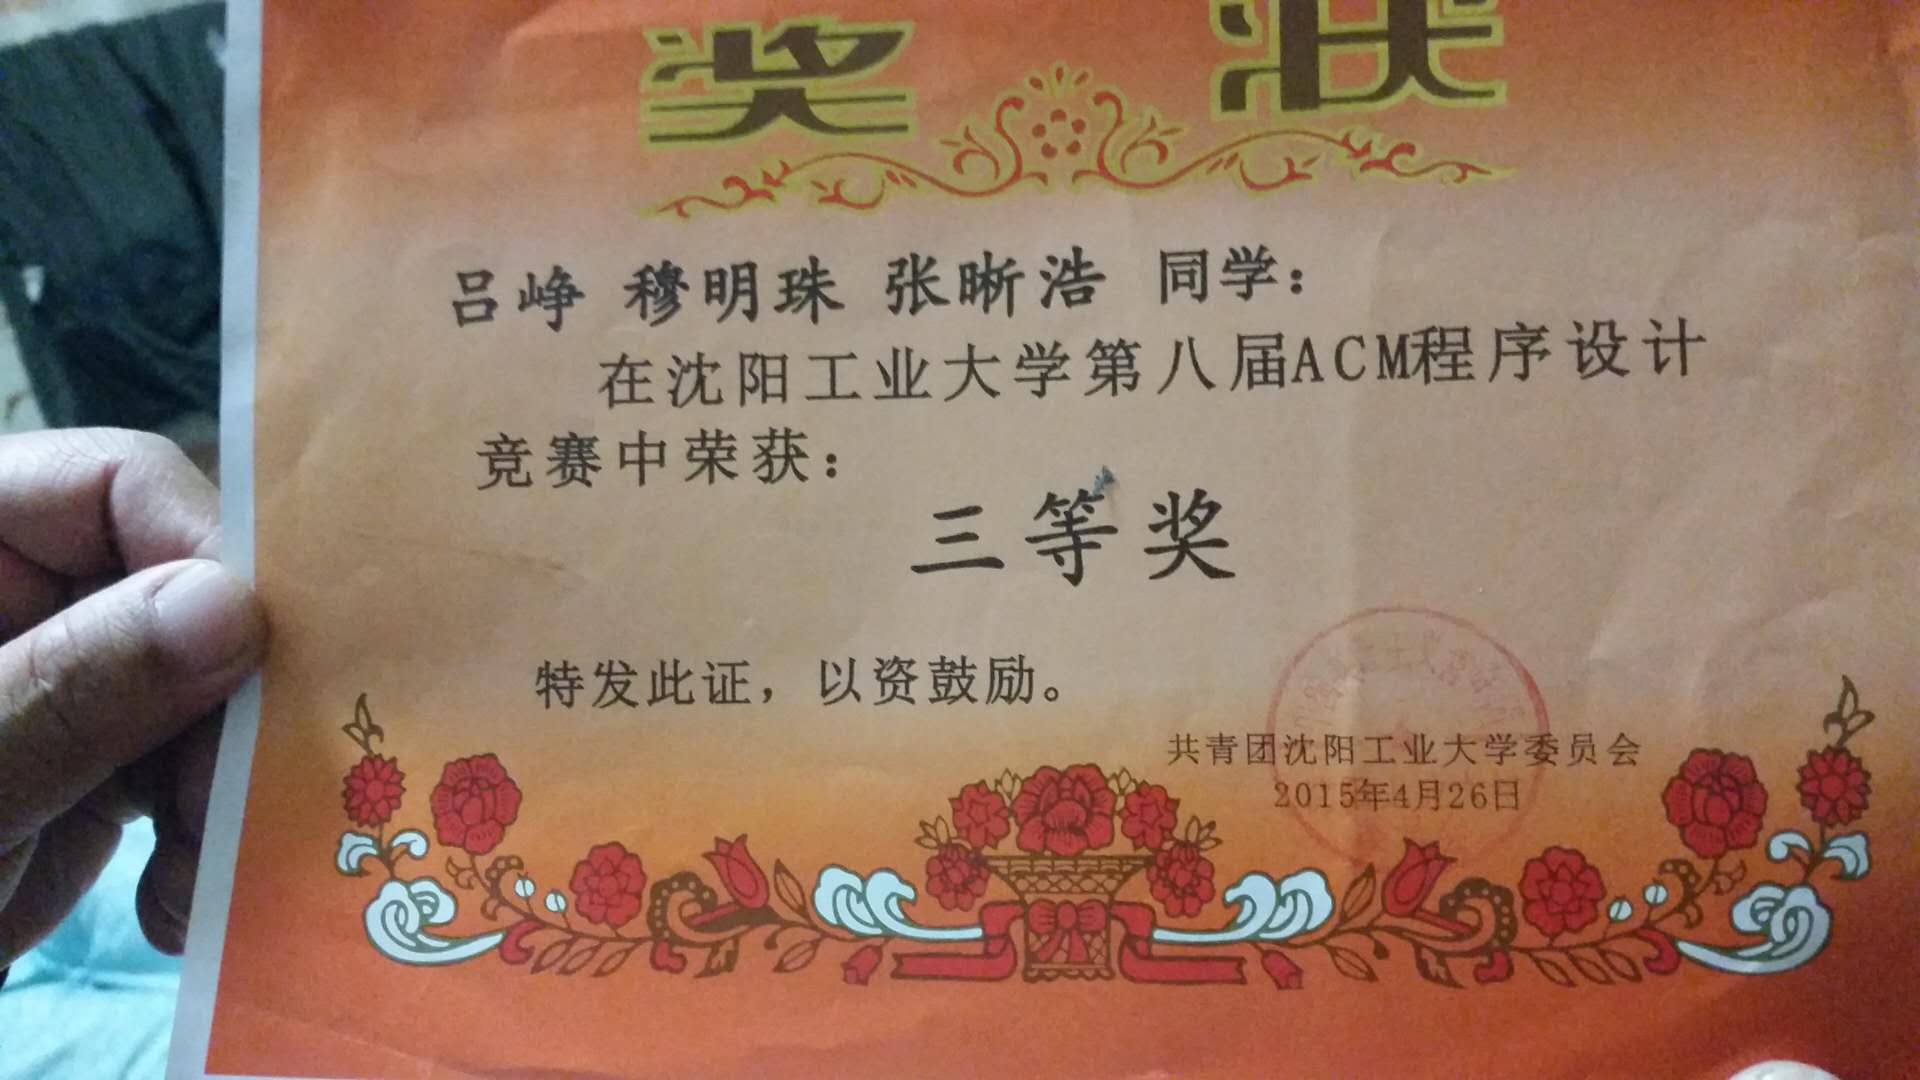 奖 状
吕峥 穆明珠 张晰浩 同学：
在沈阳工业大学第八届ACM程序设计
竞赛中荣获：
三等奖
特发此证，以资鼓励。
共青团沈阳工业大学委员会
2015年4月26日